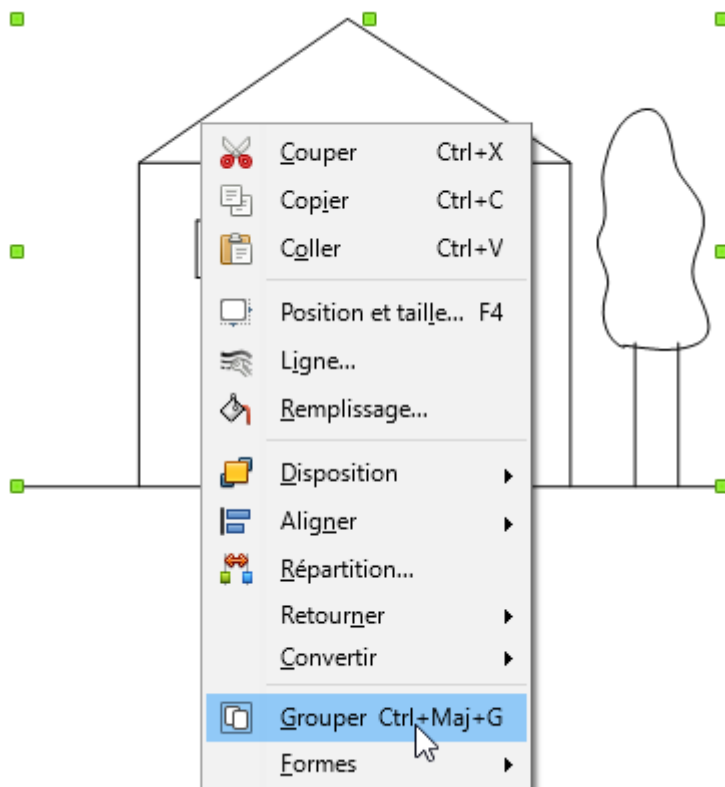 Couper Ctrl+X
Copier Ctrl+C
Coller Ctrl+V
Position et taille... F4
Ligne...
Remplissage...
Disposition
Aligner
Répartition...
Retourner
Convertir
Grouper Ctrl+Maj+G
Formes